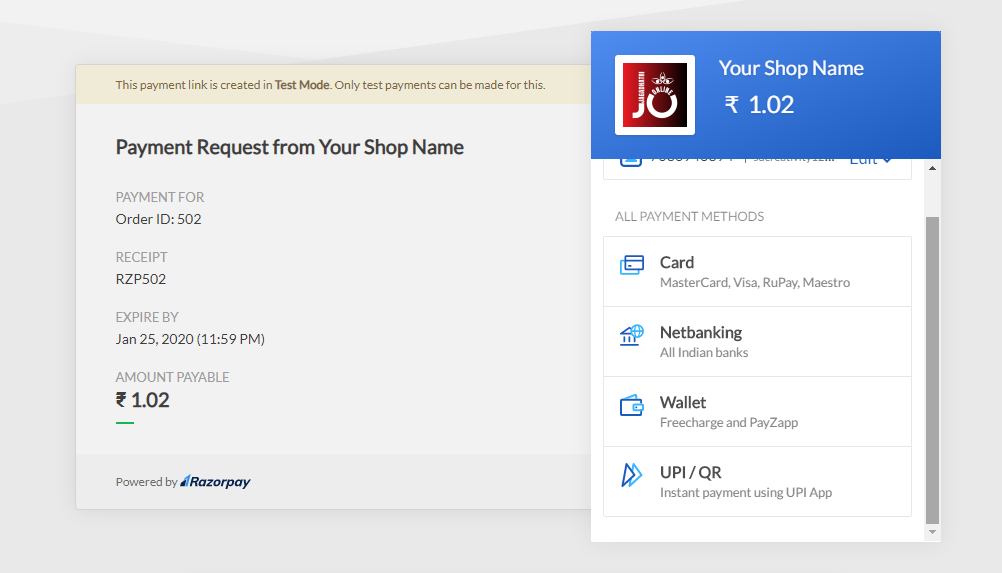 This payment link is created in Test Mode. Only test payments can be made for this.
Payment Request from Your Shop Name
PAYMENT FOR
Order ID: 502
RECEIPT
RZP502
EXPIRE BY
Jan 25, 2020 (11:59 PM)
AMOUNT PAYABLE
₹ 1.02
Powered by Razorpay
JAGADHATRI
JO
ONLINE
Your Shop Name
₹ 1.02
Edit
ALL PAYMENT METHODS
Card
MasterCard, Visa, RuPay, Maestro
Netbanking
All Indian banks
Wallet
Freecharge and PayZapp
UPI / QR
Instant payment using UPI App